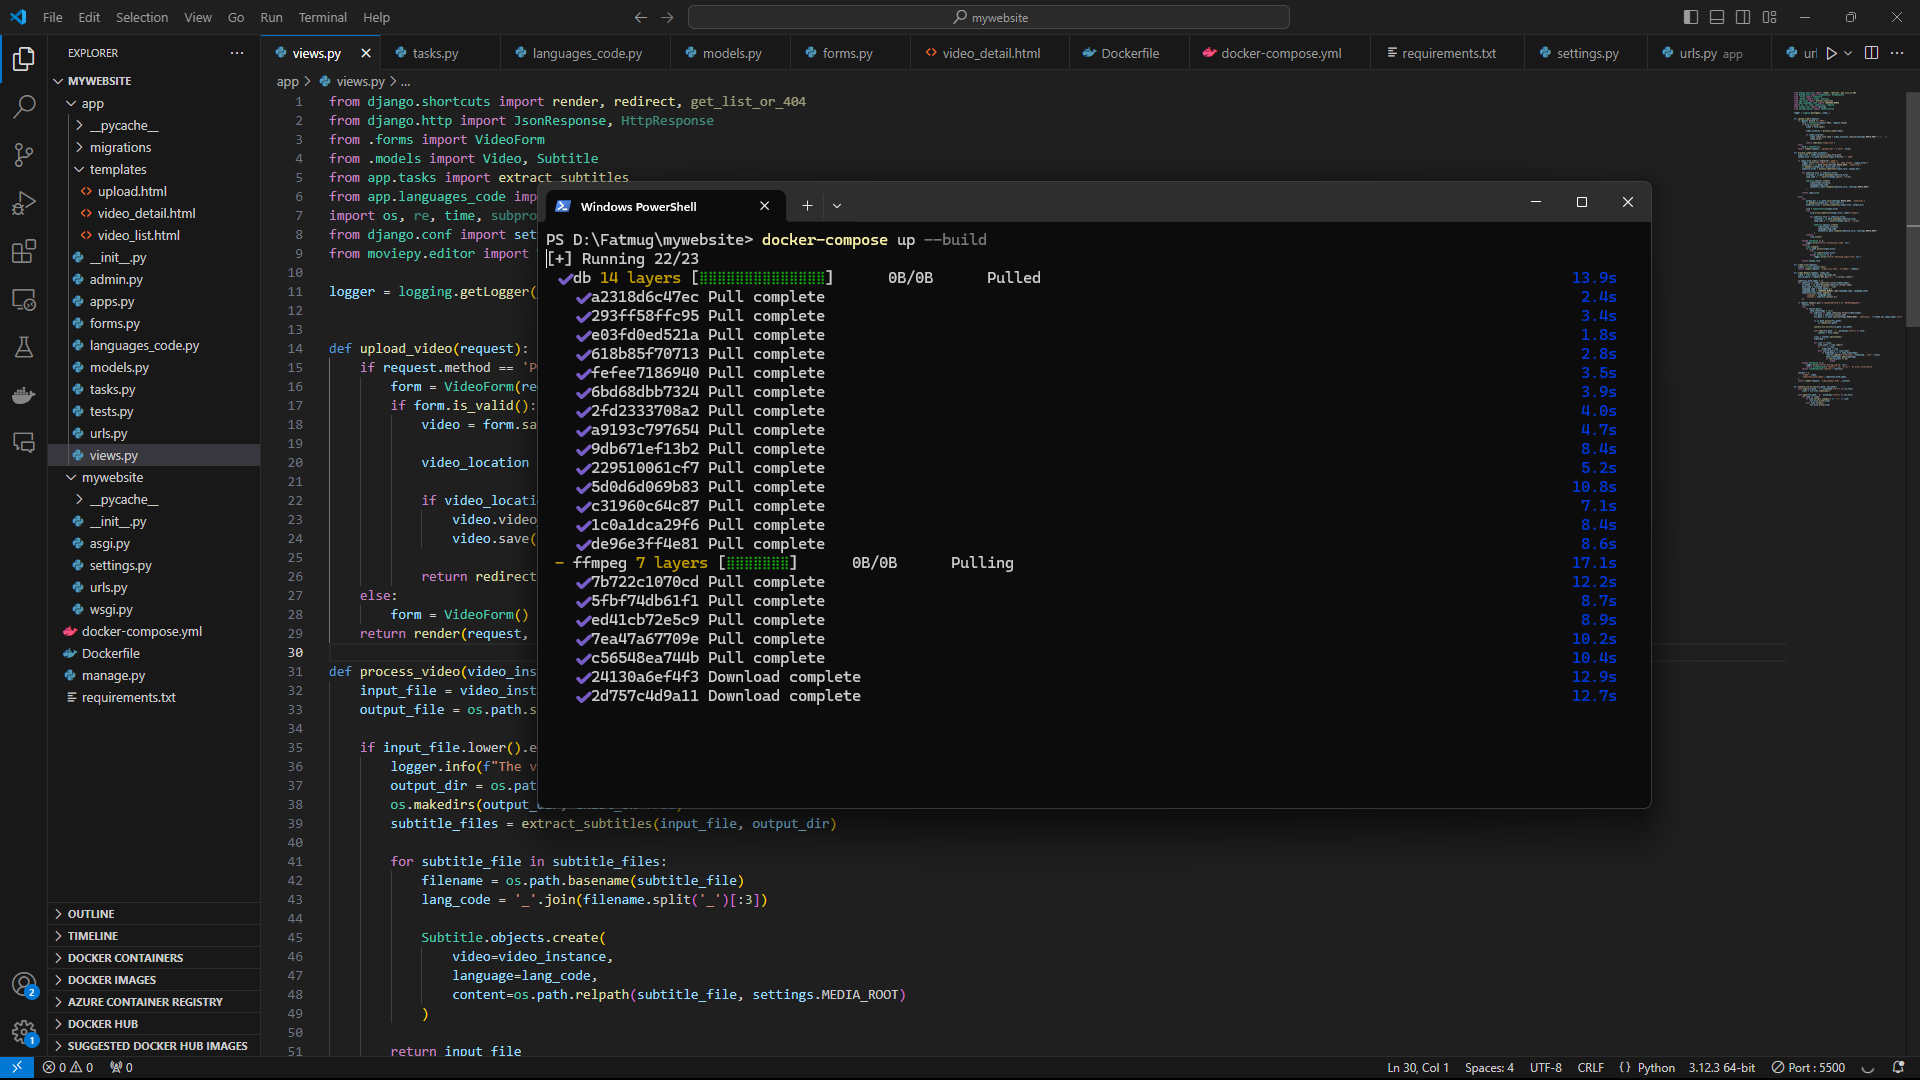 File Edit Selection View Go Run Terminal Help
mywebsite
EXPLORER
MYWEBSITE
app
__pycache__
migrations
templates
upload.html
video_detail.html
video_list.html
__init__.py
admin.py
apps.py
forms.py
languages_code.py
models.py
tasks.py
tests.py
urls.py
views.py
mywebsite
__pycache__
__init__.py
asgi.py
settings.py
urls.py
wsgi.py
docker-compose.yml
Dockerfile
manage.py
requirements.txt
OUTLINE
TIMELINE
DOCKER CONTAINERS
DOCKER IMAGES
AZURE CONTAINER REGISTRY
DOCKER HUB
SUGGESTED DOCKER HUB IMAGES
2
1
views.py tasks.py languages_code.py models.py forms.py video_detail.html Dockerfile docker-compose.yml requirements.txt settings.py urls.py app url
app > views.py > ...
1 from django.shortcuts import render, redirect, get_list_or_404
2 from django.http import JsonResponse, HttpResponse
3 from .forms import VideoForm
4 from .models import Video, Subtitle
5 from app.tasks import extract_subtitles
6 from app.languages_code imp
7 import os, re, time, subpro
8 from django.conf import set
9 from moviepy.editor import
10
11 logger = logging.getLogger(
12
13
14 def upload_video(request):
15 if request.method == 'P
16 form = VideoForm(re
17 if form.is_valid():
18 video = form.sa
19
20 video_location
21
22 if video_locati
23 video.video
24 video.save(
25
26 return redirect
27 else:
28 form = VideoForm()
29 return render(request,
30
31 def process_video(video_ins
32 input_file = video_inst
33 output_file = os.path.s
34
35 if input_file.lower().e
36 logger.info(f"The v
37 output_dir = os.pat
38 os.makedirs(output_
39 subtitle_files = extract_subtitles(input_file, output_dir)
40
41 for subtitle_file in subtitle_files:
42 filename = os.path.basename(subtitle_file)
43 lang_code = '_'.join(filename.split('_')[:3])
44
45 Subtitle.objects.create(
46 video=video_instance,
47 language=lang_code,
48 content=os.path.relpath(subtitle_file, settings.MEDIA_ROOT)
49 )
50
51 return input_file
Windows PowerShell
PS D:\Fatmug\mywebsite> docker-compose up --build
[+] Running 22/23
✔db 14 layers [⣿⣿⣿⣿⣿⣿⣿⣿⣿⣿⣿⣿⣿⣿] 0B/0B Pulled 13.9s
✔a2318d6c47ec Pull complete 2.4s
✔293ff58ffc95 Pull complete 3.4s
✔e03fd0ed521a Pull complete 1.8s
✔618b85f70713 Pull complete 2.8s
✔fefee7186940 Pull complete 3.5s
✔6bd68dbb7324 Pull complete 3.9s
✔2fd2333708a2 Pull complete 4.0s
✔a9193c797654 Pull complete 4.7s
✔9db671ef13b2 Pull complete 8.4s
✔229510061cf7 Pull complete 5.2s
✔5d0d6d069b83 Pull complete 10.8s
✔c31960c64c87 Pull complete 7.1s
✔1c0a1dca29f6 Pull complete 8.4s
✔de96e3ff4e81 Pull complete 8.6s
- ffmpeg 7 layers [⣿⣿⣿⣿⣿⣿⣿] 0B/0B Pulling 17.1s
✔7b722c1070cd Pull complete 12.2s
✔5fbf74db61f1 Pull complete 8.7s
✔ed41cb72e5c9 Pull complete 8.9s
✔7ea47a67709e Pull complete 10.2s
✔c56548ea744b Pull complete 10.4s
✔24130a6ef4f3 Download complete 12.9s
✔2d757c4d9a11 Download complete 12.7s
0 0 0 Ln 30, Col 1 Spaces: 4 UTF-8 CRLF {} Python 3.12.3 64-bit Port : 5500